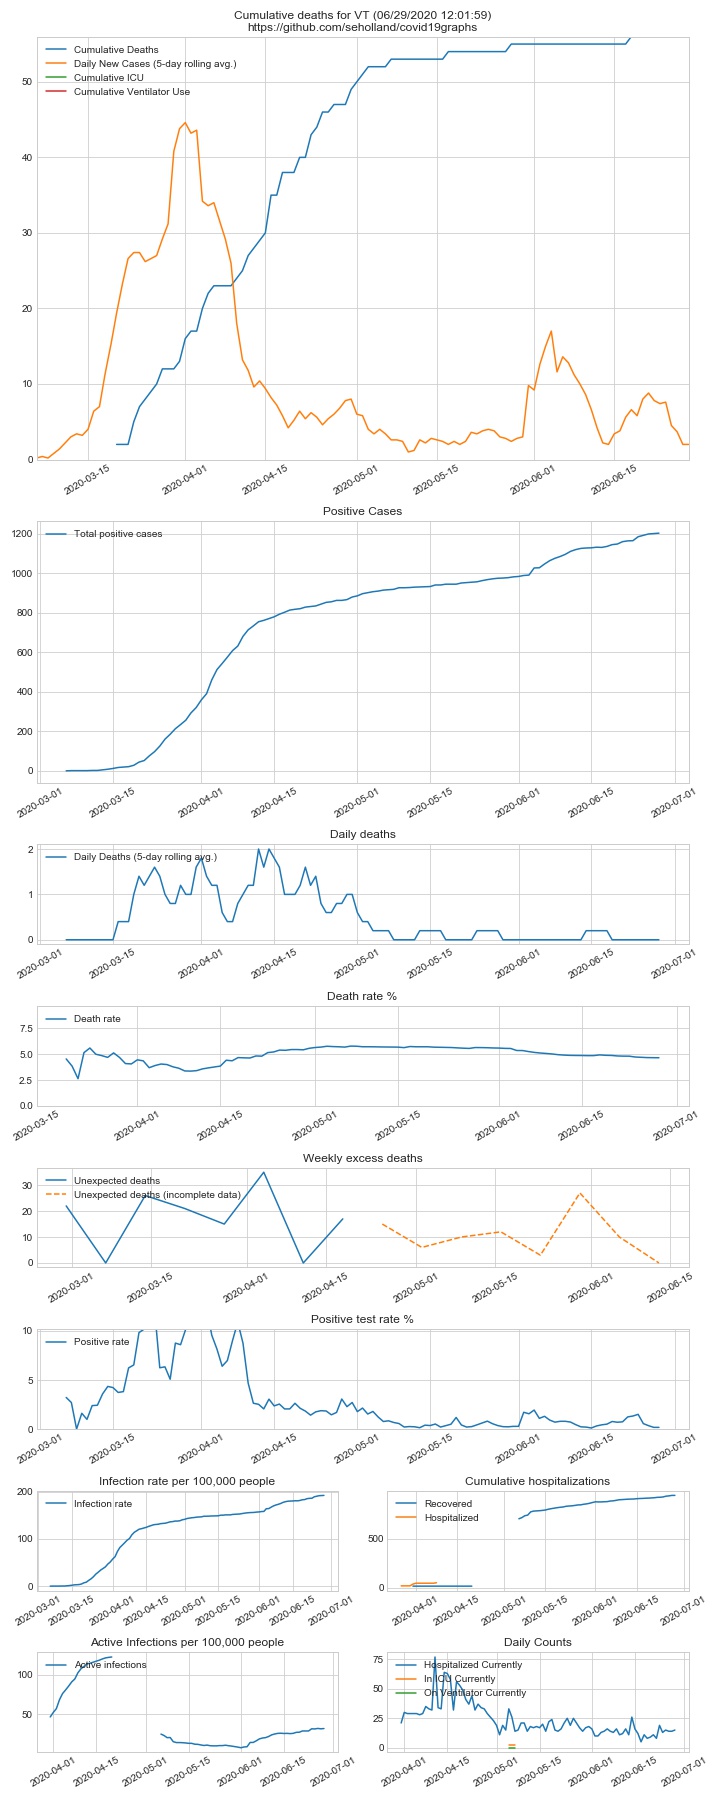 Cumulative deaths for VT (06/29/2020 12:01:59)
https://github.com/seholland/covid19graphs
Cumulative Deaths
Daily New Cases (5-day rolling avg.)
Cumulative ICU
Cumulative Ventilator Use
50
40
30
20
10
0
2020-03-15 2020-04-01 2020-04-15 2020-05-01 2020-05-15 2020-06-01 2020-06-15
Positive Cases
Total positive cases
1200
1000
800
600
400
200
0
2020-03-01 2020-03-15 2020-04-01 2020-04-15 2020-05-01 2020-05-15 2020-06-01 2020-06-15 2020-07-01
Daily deaths
Daily Deaths (5-day rolling avg.)
2
1
0
2020-03-01 2020-03-15 2020-04-01 2020-04-15 2020-05-01 2020-05-15 2020-06-01 2020-06-15 2020-07-01
Death rate %
Death rate
7.5
5.0
2.5
0.0
2020-03-15 2020-04-01 2020-04-15 2020-05-01 2020-05-15 2020-06-01 2020-06-15 2020-07-01
Weekly excess deaths
Unexpected deaths
Unexpected deaths (incomplete data)
30
20
10
0
2020-03-01 2020-03-15 2020-04-01 2020-04-15 2020-05-01 2020-05-15 2020-06-01 2020-06-15
Positive test rate %
Positive rate
10
5
0
2020-03-01 2020-03-15 2020-04-01 2020-04-15 2020-05-01 2020-05-15 2020-06-01 2020-06-15 2020-07-01
Infection rate per 100,000 people
Infection rate
200
100
0
2020-03-01 2020-03-15 2020-04-01 2020-04-15 2020-05-01 2020-05-15 2020-06-01 2020-06-15 2020-07-01
Cumulative hospitalizations
Recovered
Hospitalized
500
0
2020-04-01 2020-04-15 2020-05-01 2020-05-15 2020-06-01 2020-06-15 2020-07-01
Active Infections per 100,000 people
Active infections
100
50
2020-04-01 2020-04-15 2020-05-01 2020-05-15 2020-06-01 2020-06-15 2020-07-01
Daily Counts
Hospitalized Currently
In ICU Currently
On Ventilator Currently
75
50
25
0
2020-04-01 2020-04-15 2020-05-01 2020-05-15 2020-06-01 2020-06-15 2020-07-01